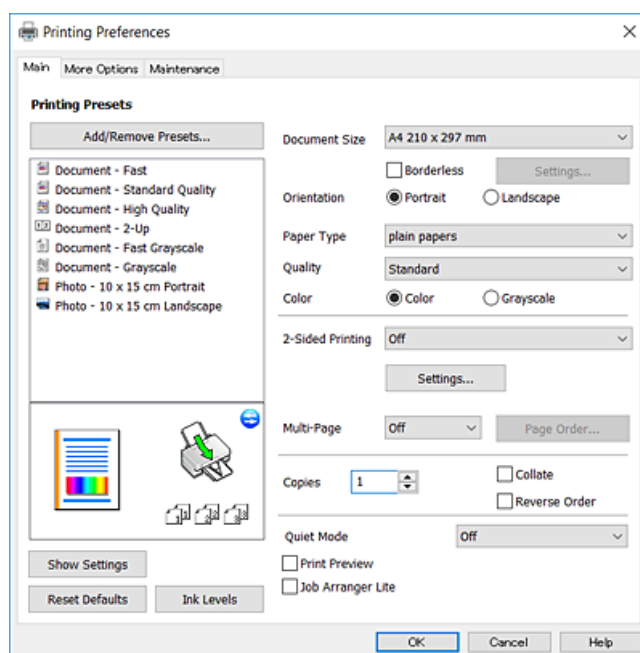 Printing Preferences
Main More Options Maintenance
Printing Presets
Add/Remove Presets...
Document - Fast
Document - Standard Quality
Document - High Quality
Document - 2-Up
Document - Fast Grayscale
Document - Grayscale
Photo - 10 x 15 cm Portrait
Photo - 10 x 15 cm Landscape
Show Settings
Reset Defaults Ink Levels
Document Size A4 210 x 297 mm
Borderless Settings...
Orientation Portrait Landscape
Paper Type plain papers
Quality Standard
Color Color Grayscale
2-Sided Printing Off
Settings...
Multi-Page Off Page Order...
Copies 1 Collate
Reverse Order
Quiet Mode Off
Print Preview
Job Arranger Lite
OK Cancel Help